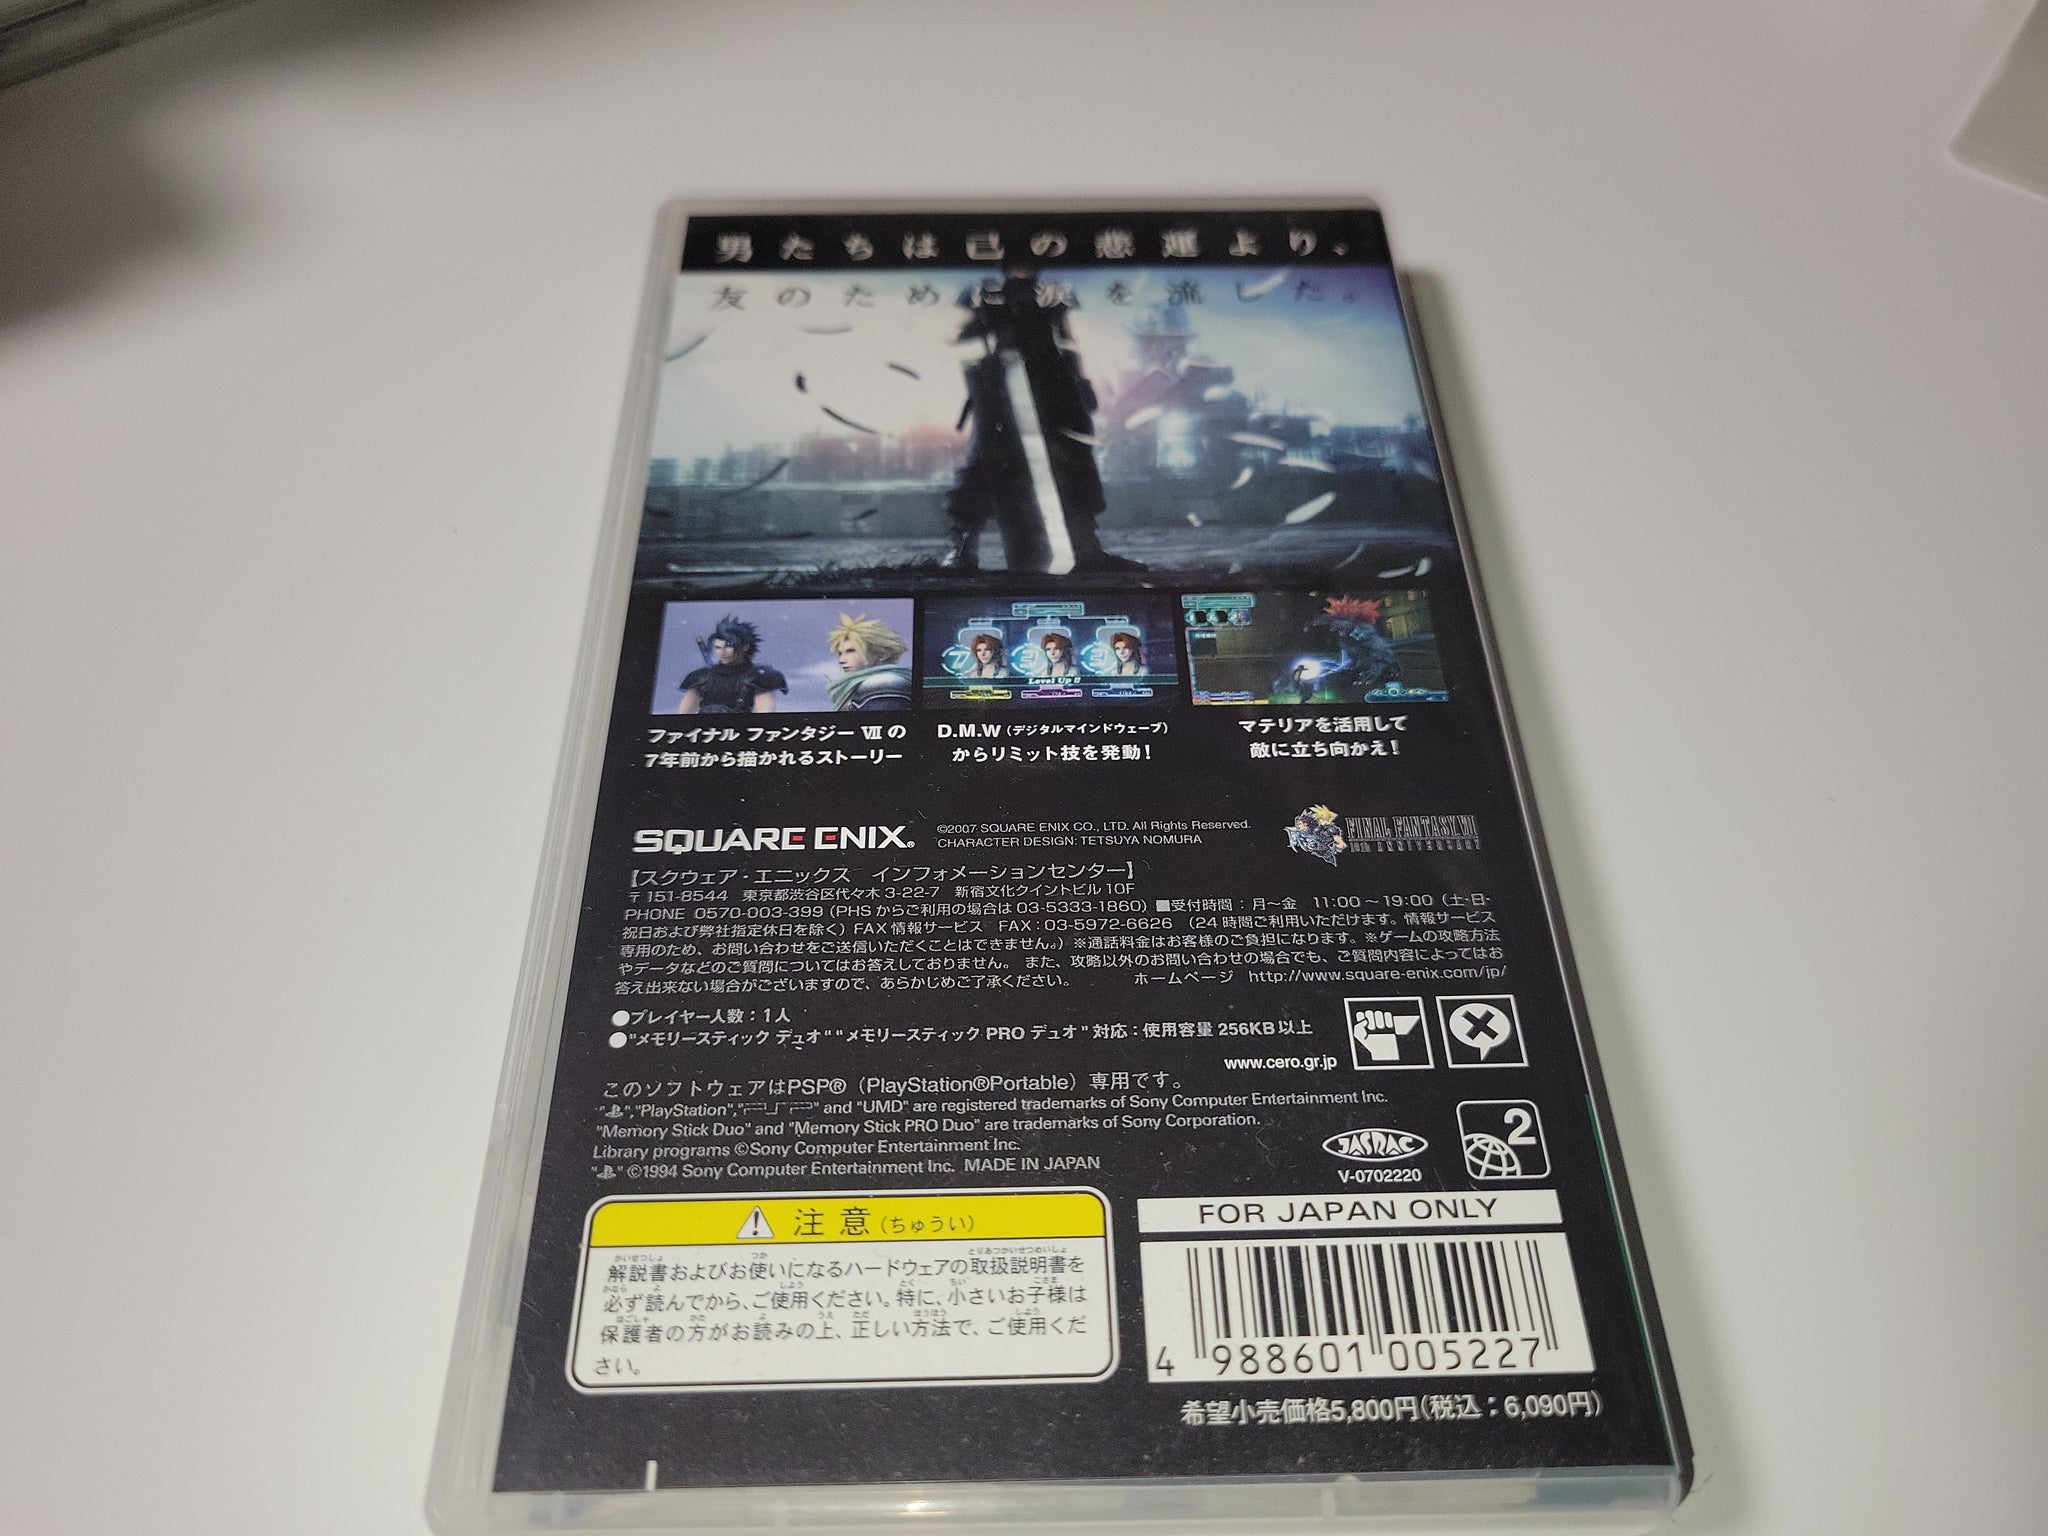 男たちは己の悲運より、
友のために涙を流した。
Level Up !!
ファイナル ファンタジー VII の
7年前から描かれるストーリー
D.M.W (デジタルマインドウェーブ)
からリミット技を発動!
マテリアを活用して
敵に立ち向かえ!
SQUARE ENIX®
©2007 SQUARE ENIX CO., LTD. All Rights Reserved.
CHARACTER DESIGN: TETSUYA NOMURA
FINAL FANTASY VII
10th ANNIVERSARY
【スクウェア・エニックス　インフォメーションセンター】
〒151-8544　東京都渋谷区代々木 3-22-7　新宿文化クイントビル 10F
PHONE 0570-003-399 (PHS からご利用の場合は 03-5333-1860) ■受付時間：月～金　11:00～19:00 (土・日・
祝日および弊社指定休日を除く) FAX 情報サービス　FAX：03-5972-6626　(24 時間ご利用いただけます。情報サービス
専用のため、お問い合わせをご送信いただくことはできません。) ※通話料金はお客様のご負担になります。※ゲームの攻略方法
やデータなどのご質問についてはお答えしておりません。 また、攻略以外のお問い合わせの場合でも、ご質問内容によってはお
答え出来ない場合がございますので、あらかじめご了承ください。　ホームページ　http://www.square-enix.com/jp/
●プレイヤー人数：1人
●"メモリースティック デュオ" "メモリースティック PRO デュオ" 対応：使用容量 256KB 以上
www.cero.gr.jp
このソフトウェアはPSP®（PlayStation®Portable）専用です。
" ","PlayStation","PSP" and "UMD" are registered trademarks of Sony Computer Entertainment Inc.
"Memory Stick Duo" and "Memory Stick PRO Duo" are trademarks of Sony Corporation.
Library programs ©Sony Computer Entertainment Inc.
" " ©1994 Sony Computer Entertainment Inc. MADE IN JAPAN
JASRAC
V-0702220
2
注意(ちゅうい)
解説書およびお使いになるハードウェアの取扱説明書を
必ず読んでから、ご使用ください。特に、小さいお子様は
保護者の方がお読みの上、正しい方法で、ご使用くだ
さい。
FOR JAPAN ONLY
4 988601 005227
希望小売価格5,800円(税込：6,090円)